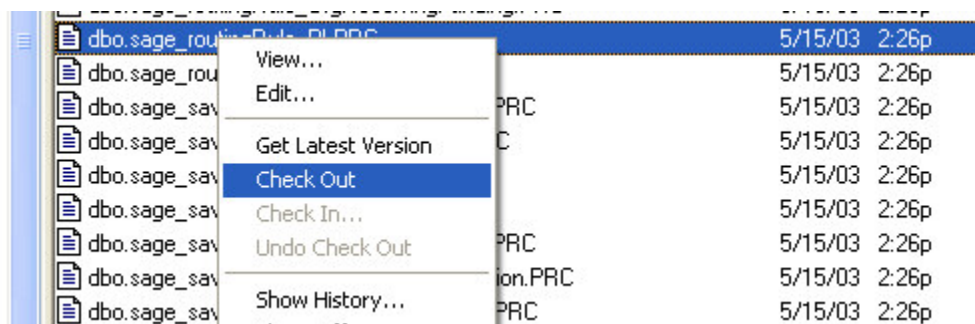 dbo.sage_routingRule_PI.PRC 5/15/03 2:26p
dbo.sage_rou 5/15/03 2:26p
dbo.sage_sav PRC 5/15/03 2:26p
dbo.sage_sav C 5/15/03 2:26p
dbo.sage_sav 5/15/03 2:26p
dbo.sage_sav 5/15/03 2:26p
dbo.sage_sav PRC 5/15/03 2:26p
dbo.sage_sav ion.PRC 5/15/03 2:26p
dbo.sage_sav PRC 5/15/03 2:26p
View...
Edit...
Get Latest Version
Check Out
Check In...
Undo Check Out
Show History...